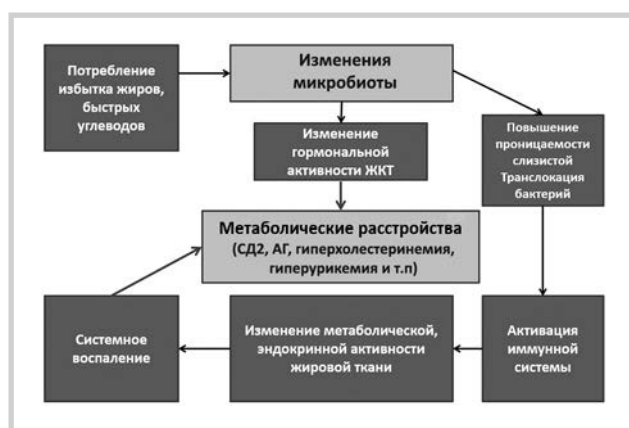 Потребление
избытка жиров,
быстрых
углеводов
Изменения
микробиоты
Изменение
гормональной
активности ЖКТ
Повышение
проницаемости
слизистой
Транслокация
бактерий
Метаболические расстройства
(СД2, АГ, гиперхолестеринемия,
гиперурикемия и т.п)
Системное
воспаление
Изменение метаболической,
эндокринной активности
жировой ткани
Активация
иммунной
системы